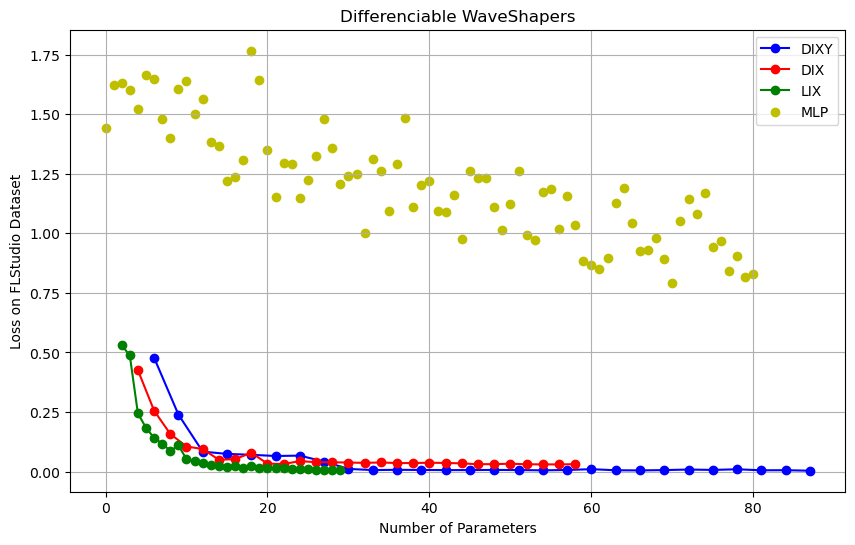 Differenciable WaveShapers
DIXY
DIX
LIX
MLP
Loss on FLStudio Dataset
1.75
1.50
1.25
1.00
0.75
0.50
0.25
0.00
0 20 40 60 80
Number of Parameters